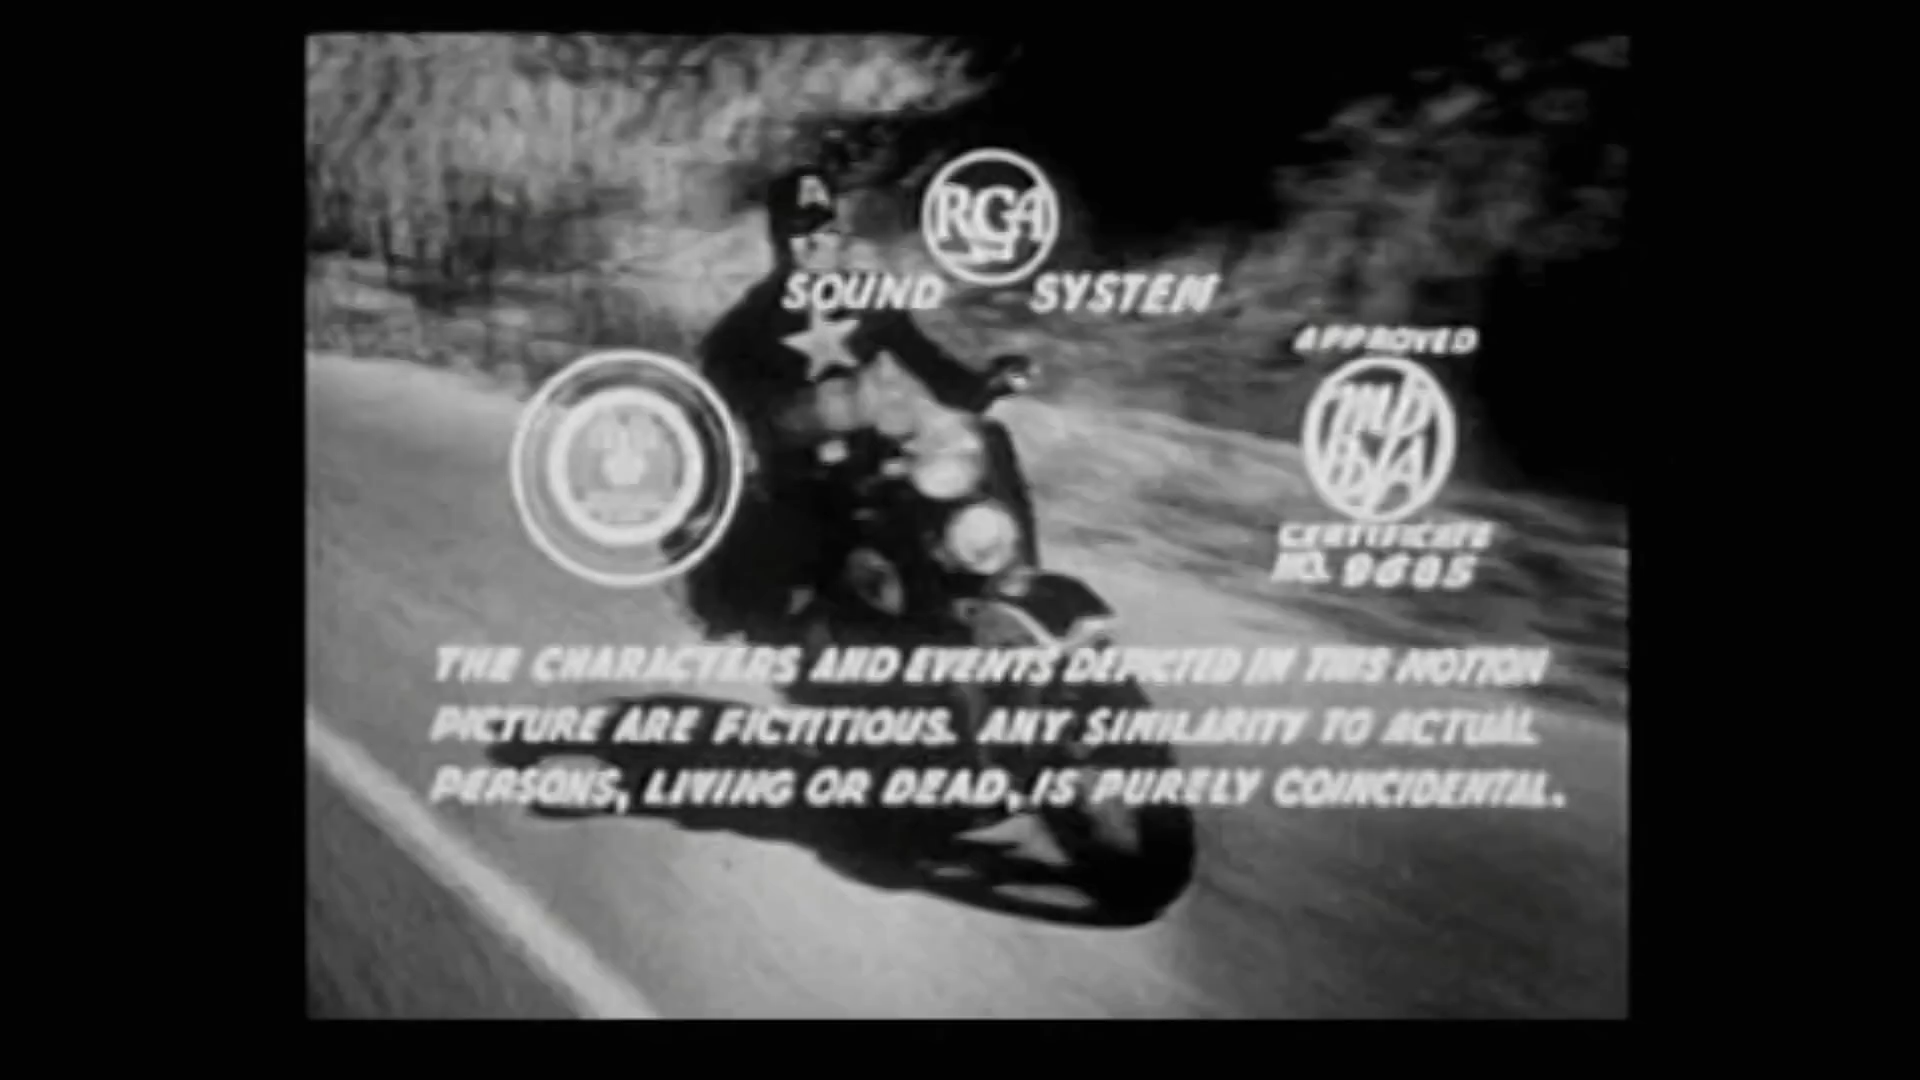 A
RCA
SOUND SYSTEM
APPROVED
MPPDA
CERTIFICATE
NO. 9685
THE CHARACTERS AND EVENTS DEPICTED IN THIS MOTION
PICTURE ARE FICTITIOUS. ANY SIMILARITY TO ACTUAL
PERSONS, LIVING OR DEAD, IS PURELY COINCIDENTAL.